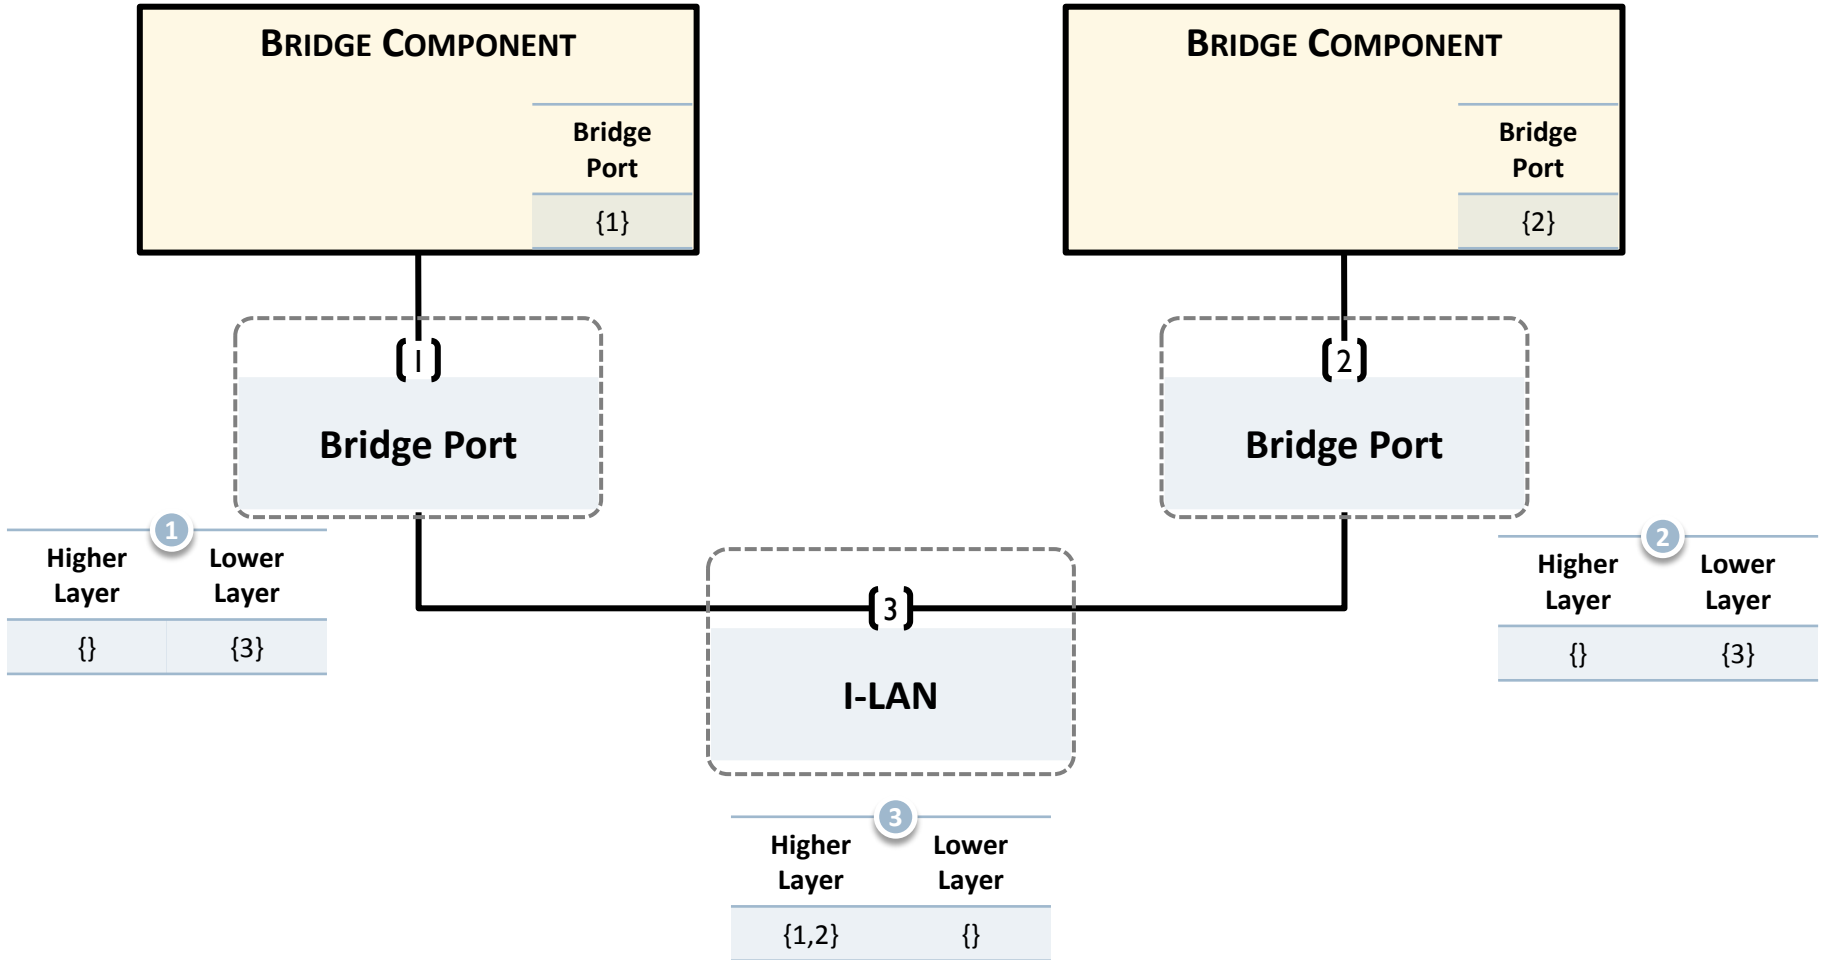 BRIDGE COMPONENT
Bridge
Port
{1}
BRIDGE COMPONENT
Bridge
Port
{2}
1
Bridge Port
2
Bridge Port
1
Higher Lower
Layer Layer
{} {3}
2
Higher Lower
Layer Layer
{} {3}
3
I-LAN
3
Higher Lower
Layer Layer
{1,2} {}